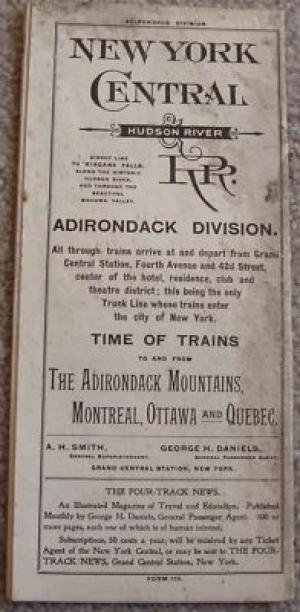 ADIRONDACK DIVISION
NEW YORK
CENTRAL
&
HUDSON RIVER
R.R.
DIRECT LINE
TO NIAGARA FALLS,
ALONG THE HISTORIC
HUDSON RIVER,
AND THROUGH THE
BEAUTIFUL
MOHAWK VALLEY.
ADIRONDACK DIVISION.
All through trains arrive at and depart from Grand
Central Station, Fourth Avenue and 42d Street,
center of the hotel, residence, club and
theatre district; this being the only
Trunk Line whose trains enter
the city of New York.
TIME OF TRAINS
TO AND FROM
THE ADIRONDACK MOUNTAINS,
MONTREAL, OTTAWA AND QUEBEC.
A. H. SMITH, GEORGE H. DANIELS,
GENERAL SUPERINTENDENT. GENERAL PASSENGER AGENT.
GRAND CENTRAL STATION, NEW YORK.
THE FOUR-TRACK NEWS.
An Illustrated Magazine of Travel and Education. Published
Monthly by George H. Daniels, General Passenger Agent. 100 or
more pages, each one of which is of human interest.
Subscriptions, 50 cents a year, will be received by any Ticket
Agent of the New York Central, or may be sent to THE FOUR-
TRACK NEWS, Grand Central Station, New York.
FORM 113.